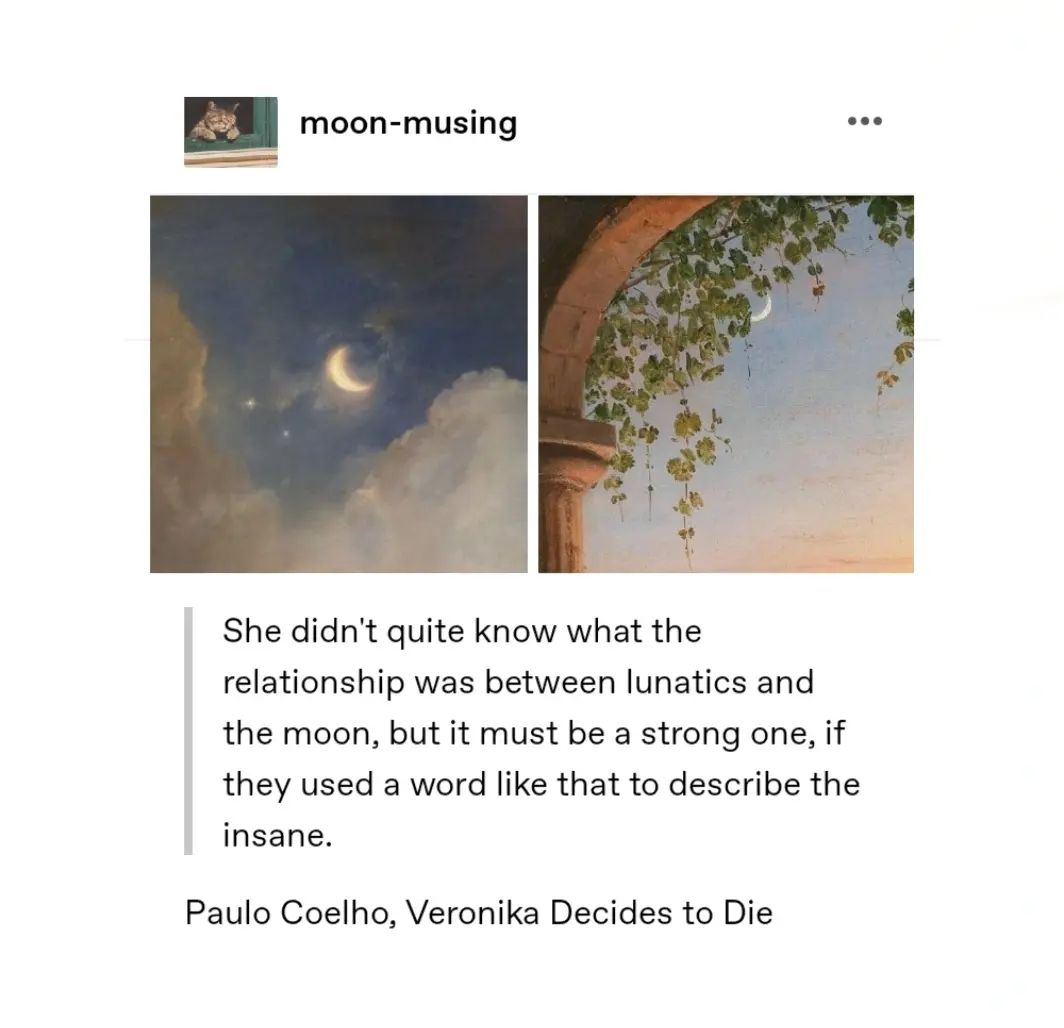 moon-musing
She didn't quite know what the
relationship was between lunatics and
the moon, but it must be a strong one, if
they used a word like that to describe the
insane.
Paulo Coelho, Veronika Decides to Die